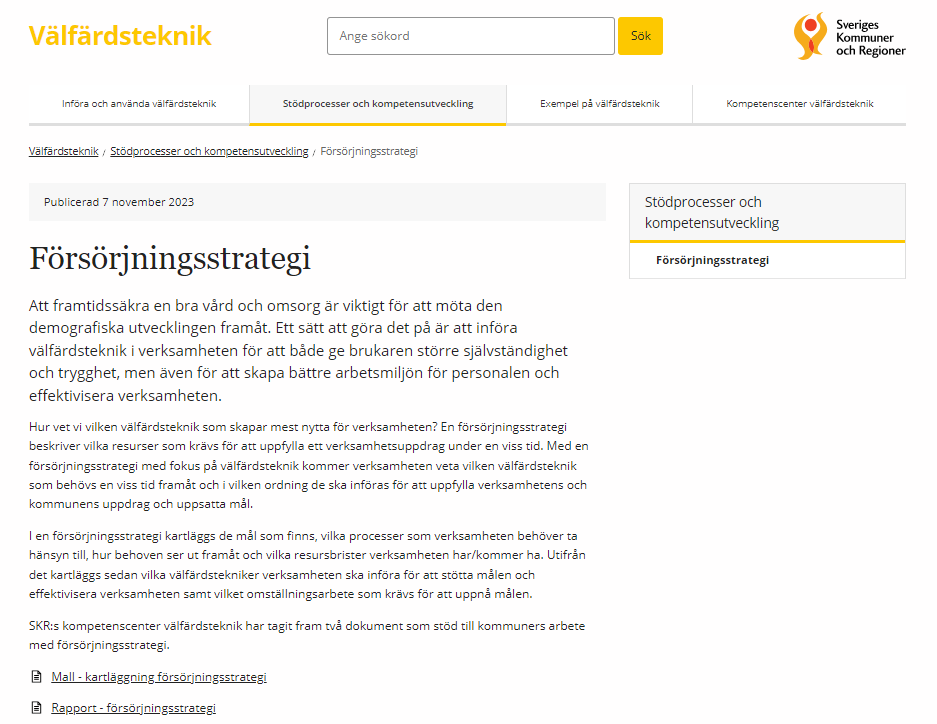 Välfärdsteknik
Ange sökord
Sök
Sveriges
Kommuner
och Regioner
Införa och använda välfärdsteknik
Stödprocesser och kompetensutveckling
Exempel på välfärdsteknik
Kompetenscenter välfärdsteknik
Välfärdsteknik / Stödprocesser och kompetensutveckling / Försörjningsstrategi
Publicerad 7 november 2023
Försörjningsstrategi
Att framtidssäkra en bra vård och omsorg är viktigt för att möta den
demografiska utvecklingen framåt. Ett sätt att göra det på är att införa
välfärdsteknik i verksamheten för att både ge brukaren större självständighet
och trygghet, men även för att skapa bättre arbetsmiljön för personalen och
effektivisera verksamheten.
Hur vet vi vilken välfärdsteknik som skapar mest nytta för verksamheten? En försörjningsstrategi
beskriver vilka resurser som krävs för att uppfylla ett verksamhetsuppdrag under en viss tid. Med en
försörjningsstrategi med fokus på välfärdsteknik kommer verksamheten veta vilken välfärdsteknik
som behövs en viss tid framåt och i vilken ordning de ska införas för att uppfylla verksamhetens och
kommunens uppdrag och uppsatta mål.
I en försörjningsstrategi kartläggs de mål som finns, vilka processer som verksamheten behöver ta
hänsyn till, hur behoven ser ut framåt och vilka resursbrister verksamheten har/kommer ha. Utifrån
det kartläggs sedan vilka välfärdstekniker verksamheten ska införa för att stötta målen och
effektivisera verksamheten samt vilket omställningsarbete som krävs för att uppnå målen.
SKR:s kompetenscenter välfärdsteknik har tagit fram två dokument som stöd till kommuners arbete
med försörjningsstrategi.
Mall - kartläggning försörjningsstrategi
Rapport - försörjningsstrategi
Stödprocesser och
kompetensutveckling
Försörjningsstrategi